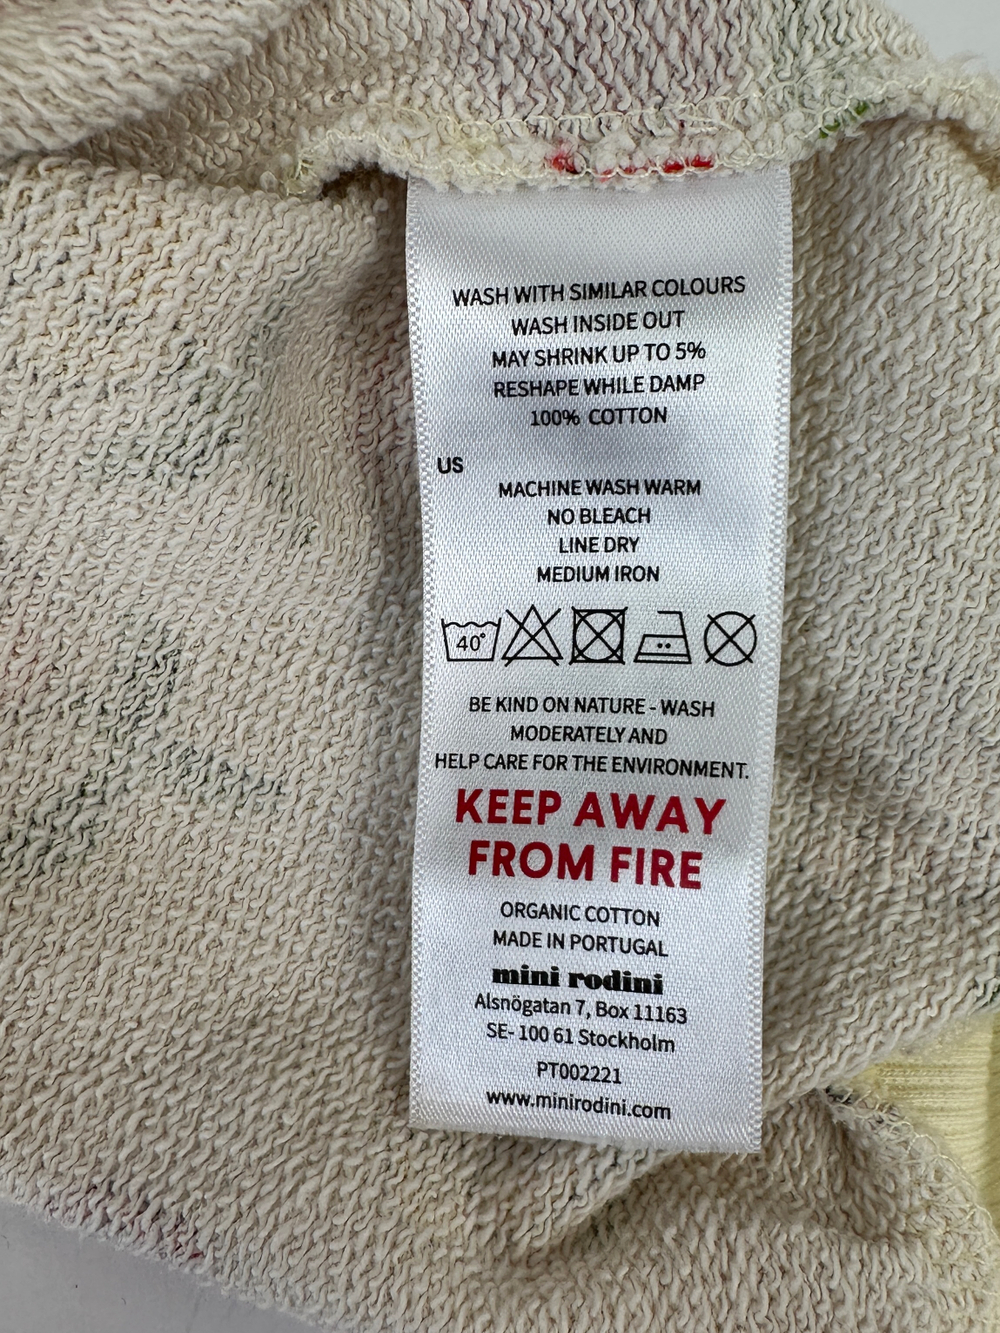 WASH WITH SIMILAR COLOURS
WASH INSIDE OUT
MAY SHRINK UP TO 5%
RESHAPE WHILE DAMP
100% COTTON
US
MACHINE WASH WARM
NO BLEACH
LINE DRY
MEDIUM IRON
40°
BE KIND ON NATURE - WASH
MODERATELY AND
HELP CARE FOR THE ENVIRONMENT.
KEEP AWAY
FROM FIRE
ORGANIC COTTON
MADE IN PORTUGAL
mini rodini
Alsnögatan 7, Box 11163
SE- 100 61 Stockholm
PT002221
www.minirodini.com